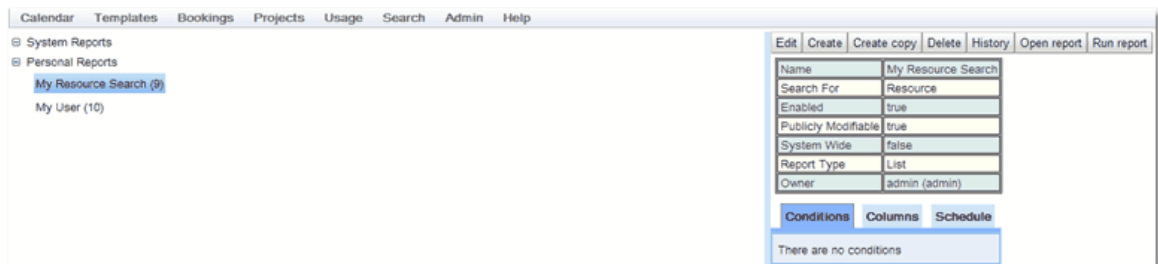 Calendar Templates Bookings Projects Usage Search Admin Help
System Reports
Personal Reports
My Resource Search (9)
My User (10)
Edit Create Create copy Delete History Open report Run report
Name My Resource Search
Search For Resource
Enabled true
Publicly Modifiable true
System Wide false
Report Type List
Owner admin (admin)
Conditions Columns Schedule
There are no conditions